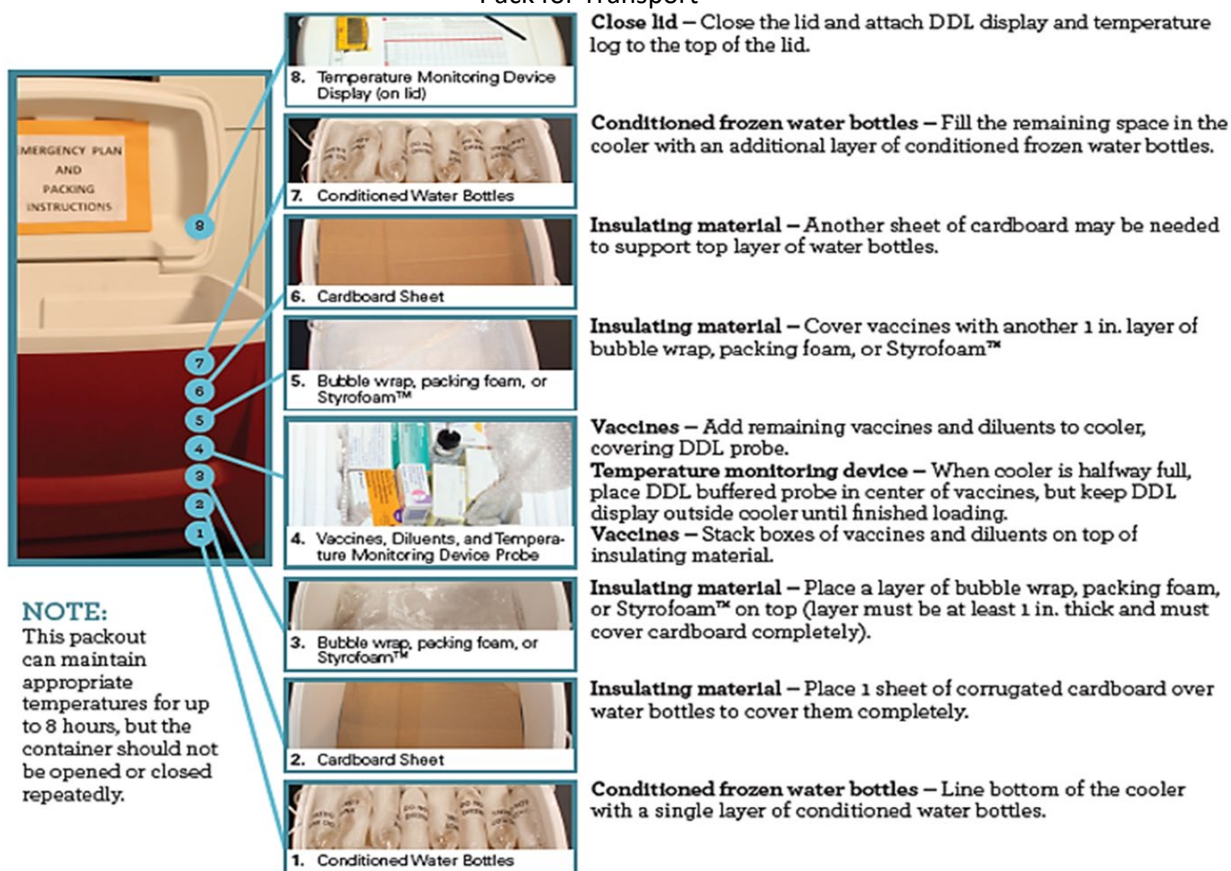 Pack for Transport
Close lid – Close the lid and attach DDL display and temperature
log to the top of the lid.
8. Temperature Monitoring Device
Display (on lid)
EMERGENCY PLAN
AND
PACKING
INSTRUCTIONS
8
Conditioned frozen water bottles – Fill the remaining space in the
cooler with an additional layer of conditioned frozen water bottles.
7. Conditioned Water Bottles
Insulating material – Another sheet of cardboard may be needed
to support top layer of water bottles.
6. Cardboard Sheet
Insulating material – Cover vaccines with another 1 in. layer of
bubble wrap, packing foam, or Styrofoam™
5. Bubble wrap, packing foam, or
Styrofoam™
7
6
5
4
3
2
1
Vaccines – Add remaining vaccines and diluents to cooler,
covering DDL probe.
Temperature monitoring device – When cooler is halfway full,
place DDL buffered probe in center of vaccines, but keep DDL
display outside cooler until finished loading.
Vaccines – Stack boxes of vaccines and diluents on top of
insulating material.
4. Vaccines, Diluents, and Tempera-
ture Monitoring Device Probe
Insulating material – Place a layer of bubble wrap, packing foam,
or Styrofoam™ on top (layer must be at least 1 in. thick and must
cover cardboard completely).
3. Bubble wrap, packing foam, or
Styrofoam™
Insulating material – Place 1 sheet of corrugated cardboard over
water bottles to cover them completely.
2. Cardboard Sheet
Conditioned frozen water bottles – Line bottom of the cooler
with a single layer of conditioned water bottles.
1. Conditioned Water Bottles
NOTE:
This packout
can maintain
appropriate
temperatures for up
to 8 hours, but the
container should not
be opened or closed
repeatedly.